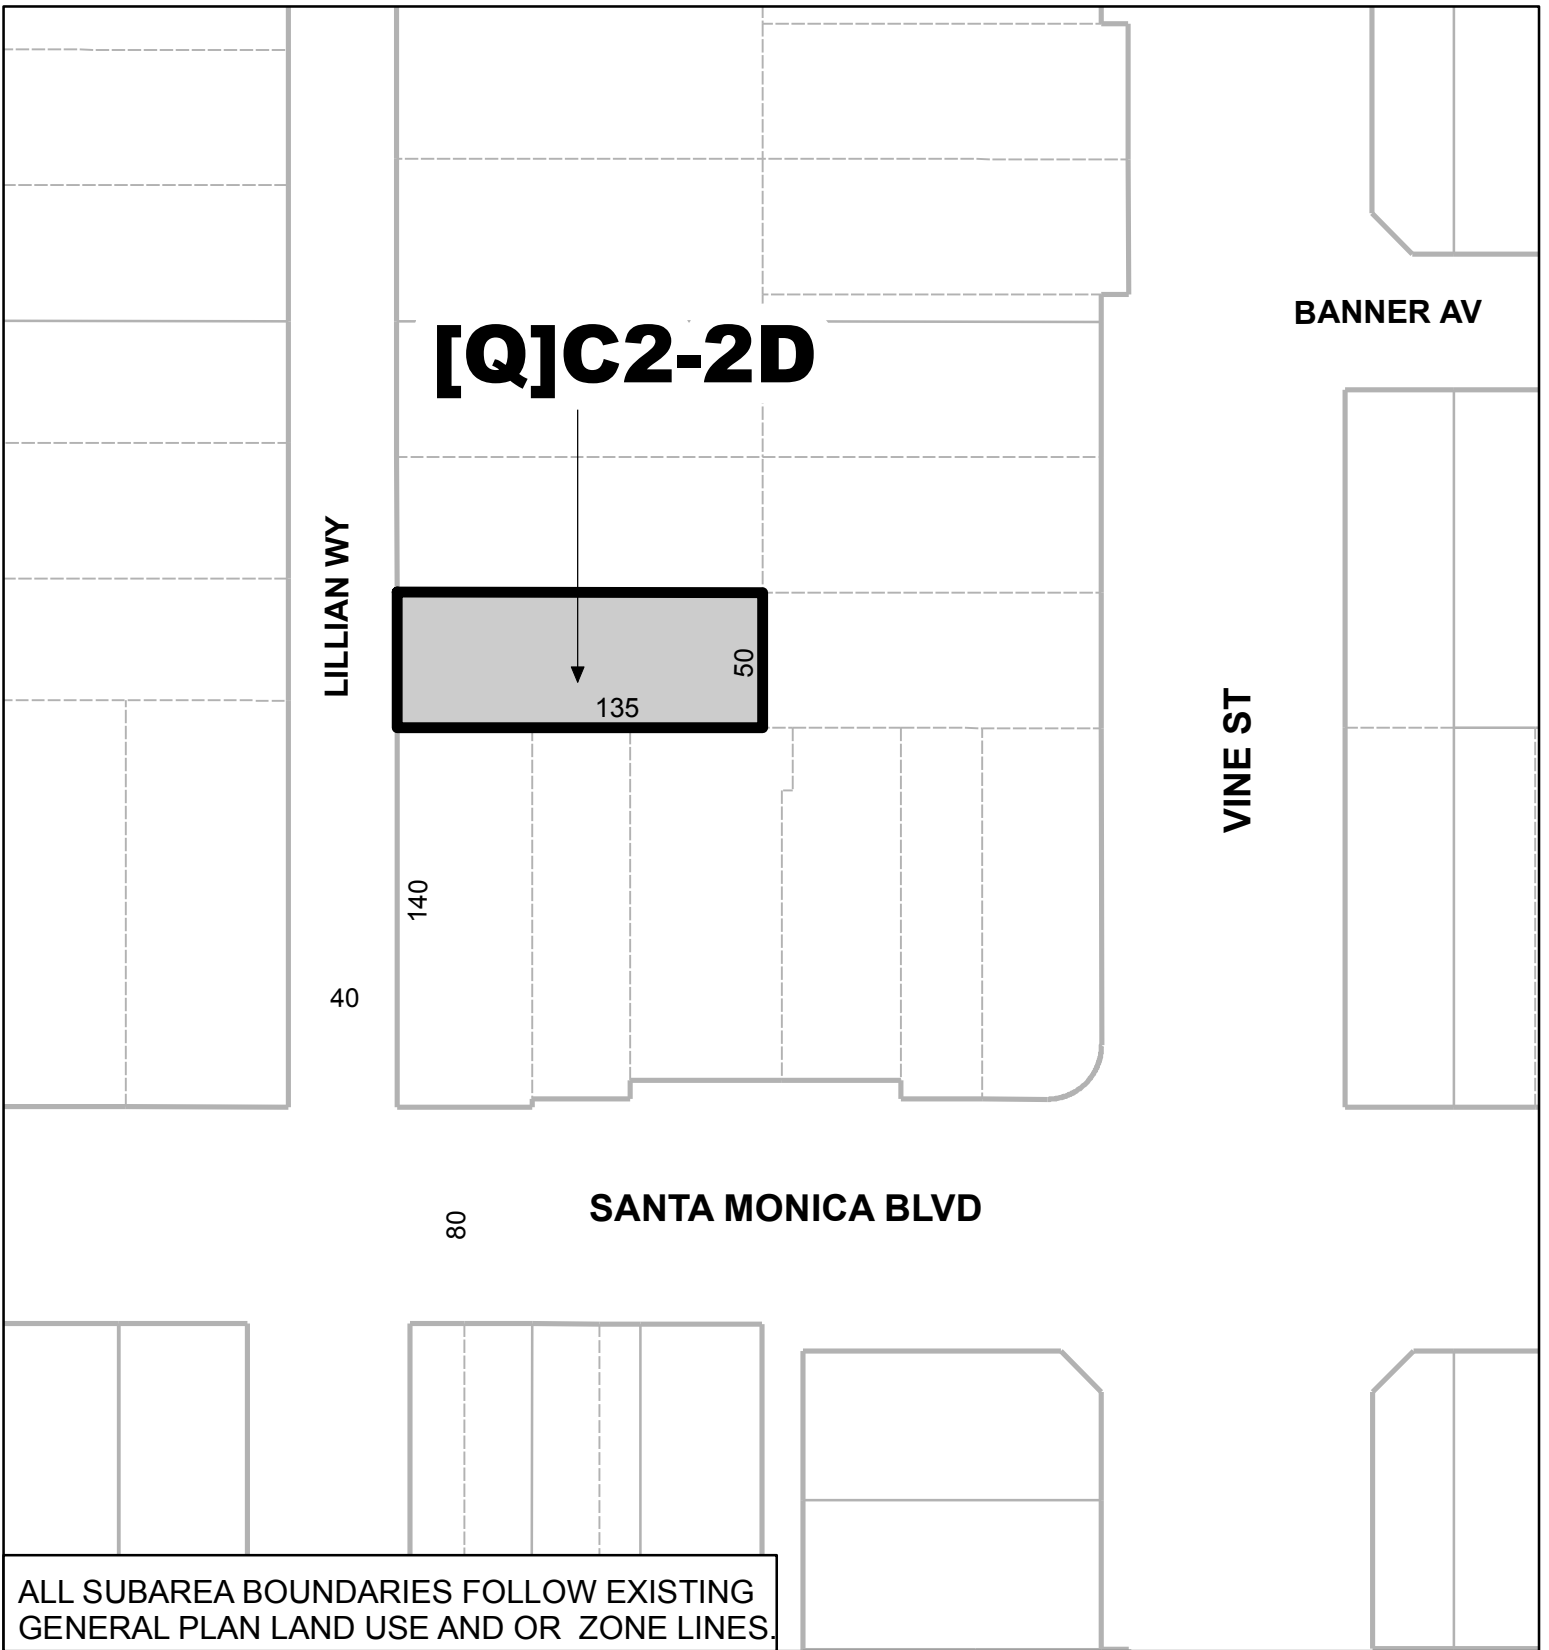 BANNER AV
[Q]C2-2D
LILLIAN WY
50
135
VINE ST
140
40
SANTA MONICA BLVD
80
ALL SUBAREA BOUNDARIES FOLLOW EXISTING
GENERAL PLAN LAND USE AND OR ZONE LINES.